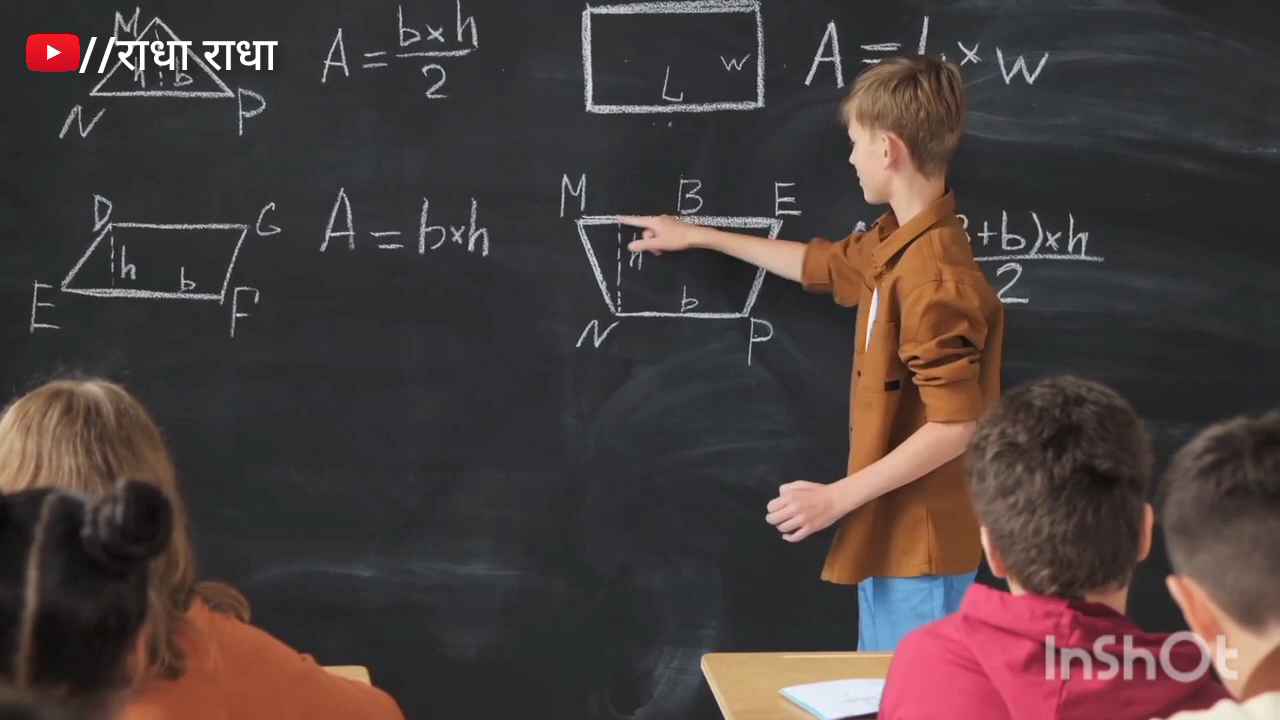 //राधा राधा
M
h b
N P
A = b×h
2
L W
A = L × W
D G
h b
E F
A = b×h
M B E
h
b
N P
+b)×h
2
InShOt